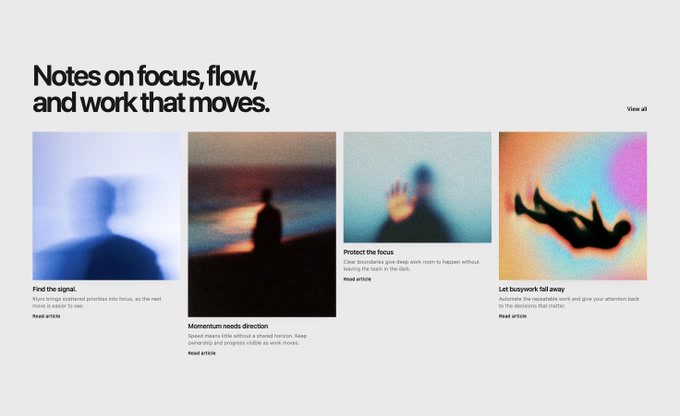 Notes on focus, flow,
and work that moves.
View all
Find the signal.
Klyro brings scattered priorities into focus, so the next
move is easier to see.
Read article
Momentum needs direction
Speed means little without a shared horizon. Keep
ownership and progress visible as work moves.
Read article
Protect the focus
Clear boundaries give deep work room to happen without
leaving the team in the dark.
Read article
Let busywork fall away
Automate the repeatable work and give your attention back
to the decisions that matter.
Read article